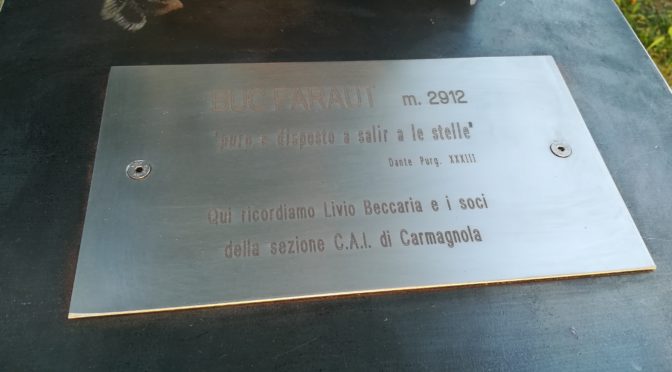 BUC FARAUT m. 2912
"puro e disposto a salir a le stelle"
Dante Purg. XXXIII
Qui ricordiamo Livio Beccaria e i soci
della sezione C.A.I. di Carmagnola